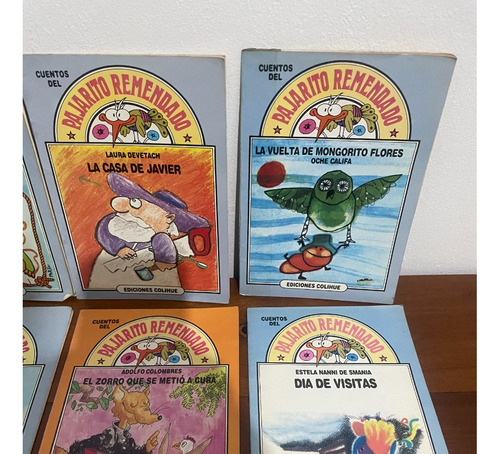 CUENTOS
DEL
PAJARITO REMENDADO
LAURA DEVETACH
LA CASA DE JAVIER
EDICIONES COLIHUE
CUENTOS
DEL
PAJARITO REMENDADO
LA VUELTA DE MONGORITO FLORES
OCHE CALIFA
EDICIONES COLIHUE
CUENTOS
DEL
PAJARITO REMENDADO
ADOLFO COLOMBRES
EL ZORRO QUE SE METIÓ A CURA
CUENTOS
DEL
PAJARITO REMENDADO
ESTELA NANNI DE SMANIA
DIA DE VISITAS